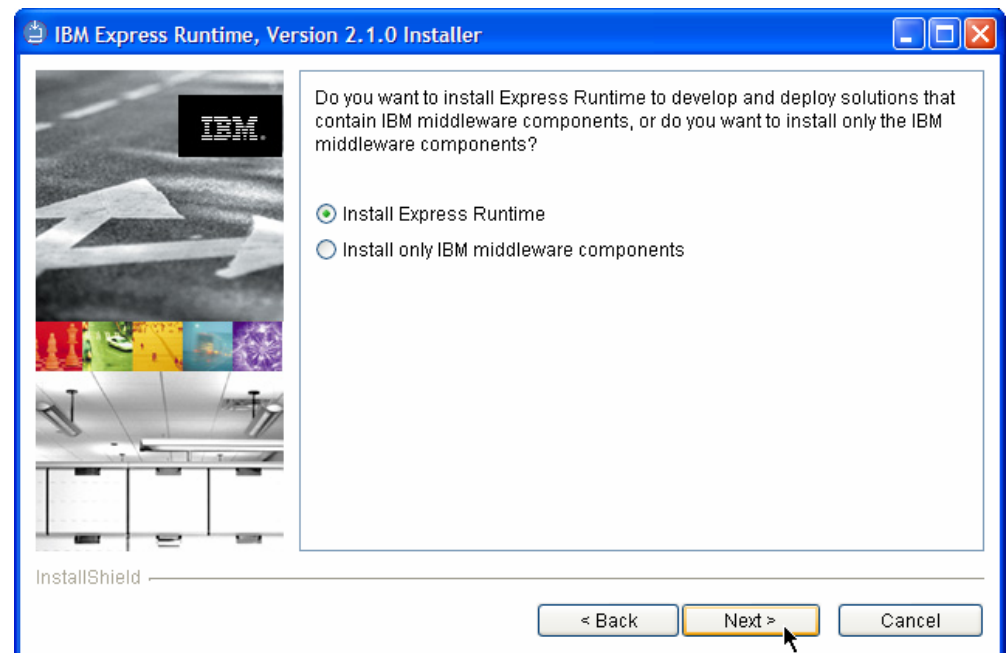 IBM Express Runtime, Version 2.1.0 Installer
IBM.
Do you want to install Express Runtime to develop and deploy solutions that
contain IBM middleware components, or do you want to install only the IBM
middleware components?
Install Express Runtime
Install only IBM middleware components
InstallShield
< Back
Next >
Cancel